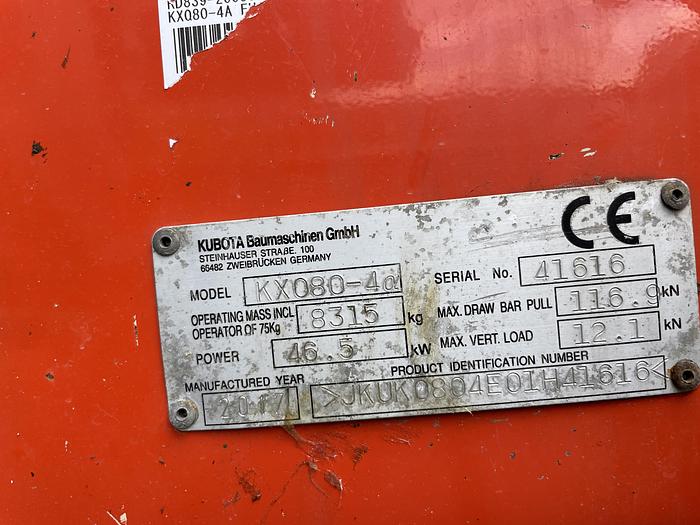 KX080-4A
KUBOTA Baumaschinen GmbH
STEINHAUSER STRAßE. 100
66482 ZWEIBRÜCKEN GERMANY
CE
MODEL KX080-4α
SERIAL No. 41616
OPERATING MASS INCL OPERATOR OF 75Kg 8315 kg
MAX. DRAW BAR PULL 116.9 kN
POWER 46.5 kW
MAX. VERT. LOAD 12.1 kN
MANUFACTURED YEAR 2017
PRODUCT IDENTIFICATION NUMBER
>JKUK0804E01H41616<